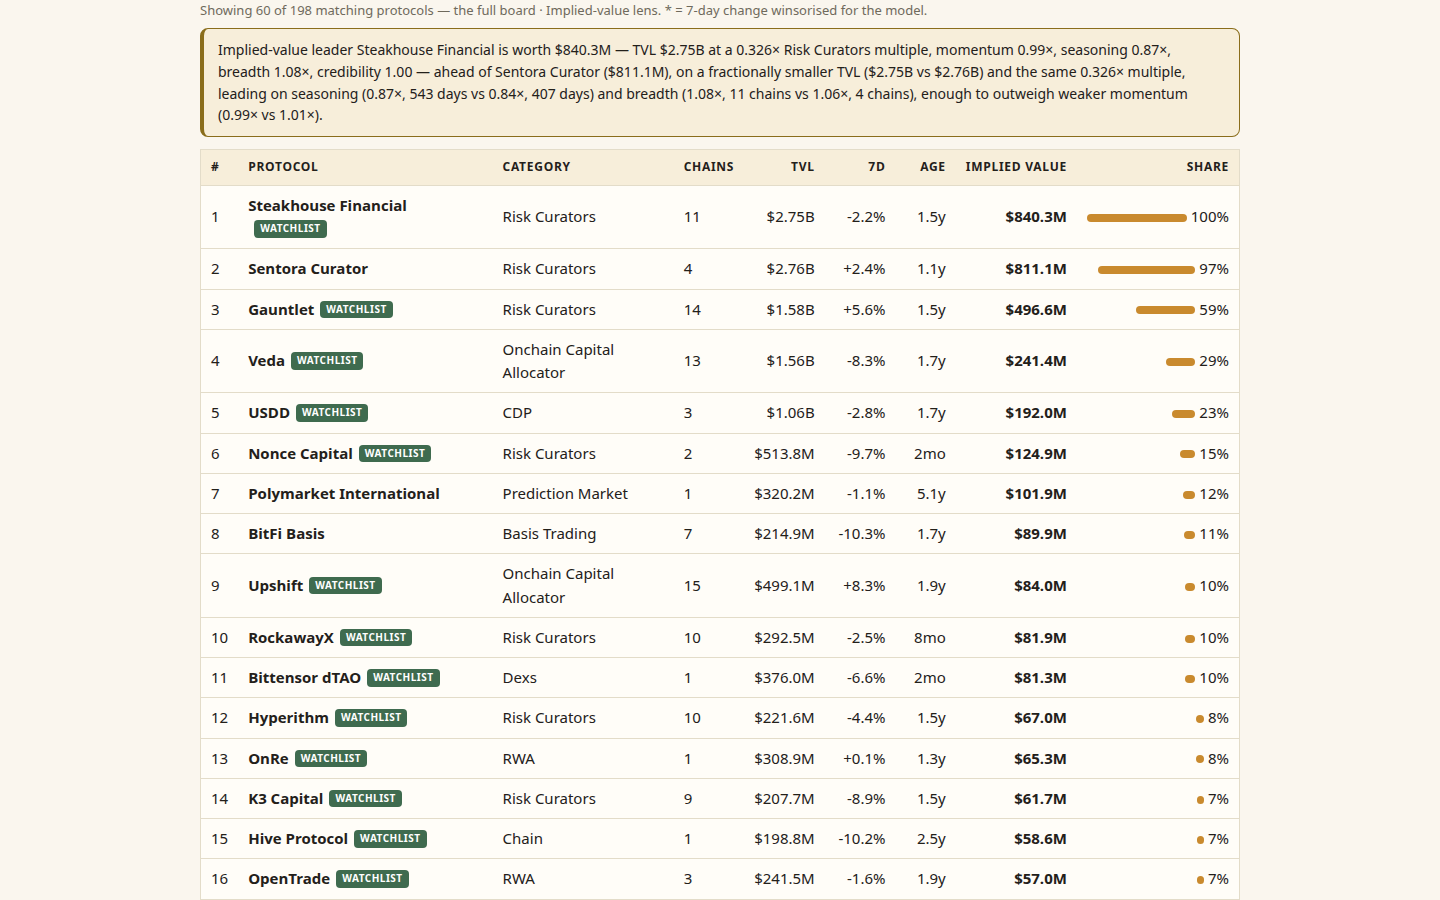 Showing 60 of 198 matching protocols — the full board · Implied-value lens. * = 7-day change winsorised for the model.
Implied-value leader Steakhouse Financial is worth $840.3M — TVL $2.75B at a 0.326× Risk Curators multiple, momentum 0.99×, seasoning 0.87×,
breadth 1.08×, credibility 1.00 — ahead of Sentora Curator ($811.1M), on a fractionally smaller TVL ($2.75B vs $2.76B) and the same 0.326× multiple,
leading on seasoning (0.87×, 543 days vs 0.84×, 407 days) and breadth (1.08×, 11 chains vs 1.06×, 4 chains), enough to outweigh weaker momentum
(0.99× vs 1.01×).
# PROTOCOL CATEGORY CHAINS TVL 7D AGE IMPLIED VALUE SHARE
1 Steakhouse Financial WATCHLIST Risk Curators 11 $2.75B -2.2% 1.5y $840.3M 100%
2 Sentora Curator Risk Curators 4 $2.76B +2.4% 1.1y $811.1M 97%
3 Gauntlet WATCHLIST Risk Curators 14 $1.58B +5.6% 1.5y $496.6M 59%
4 Veda WATCHLIST Onchain Capital Allocator 13 $1.56B -8.3% 1.7y $241.4M 29%
5 USDD WATCHLIST CDP 3 $1.06B -2.8% 1.7y $192.0M 23%
6 Nonce Capital WATCHLIST Risk Curators 2 $513.8M -9.7% 2mo $124.9M 15%
7 Polymarket International Prediction Market 1 $320.2M -1.1% 5.1y $101.9M 12%
8 BitFi Basis Basis Trading 7 $214.9M -10.3% 1.7y $89.9M 11%
9 Upshift WATCHLIST Onchain Capital Allocator 15 $499.1M +8.3% 1.9y $84.0M 10%
10 RockawayX WATCHLIST Risk Curators 10 $292.5M -2.5% 8mo $81.9M 10%
11 Bittensor dTAO WATCHLIST Dexs 1 $376.0M -6.6% 2mo $81.3M 10%
12 Hyperithm WATCHLIST Risk Curators 10 $221.6M -4.4% 1.5y $67.0M 8%
13 OnRe WATCHLIST RWA 1 $308.9M +0.1% 1.3y $65.3M 8%
14 K3 Capital WATCHLIST Risk Curators 9 $207.7M -8.9% 1.5y $61.7M 7%
15 Hive Protocol WATCHLIST Chain 1 $198.8M -10.2% 2.5y $58.6M 7%
16 OpenTrade WATCHLIST RWA 3 $241.5M -1.6% 1.9y $57.0M 7%